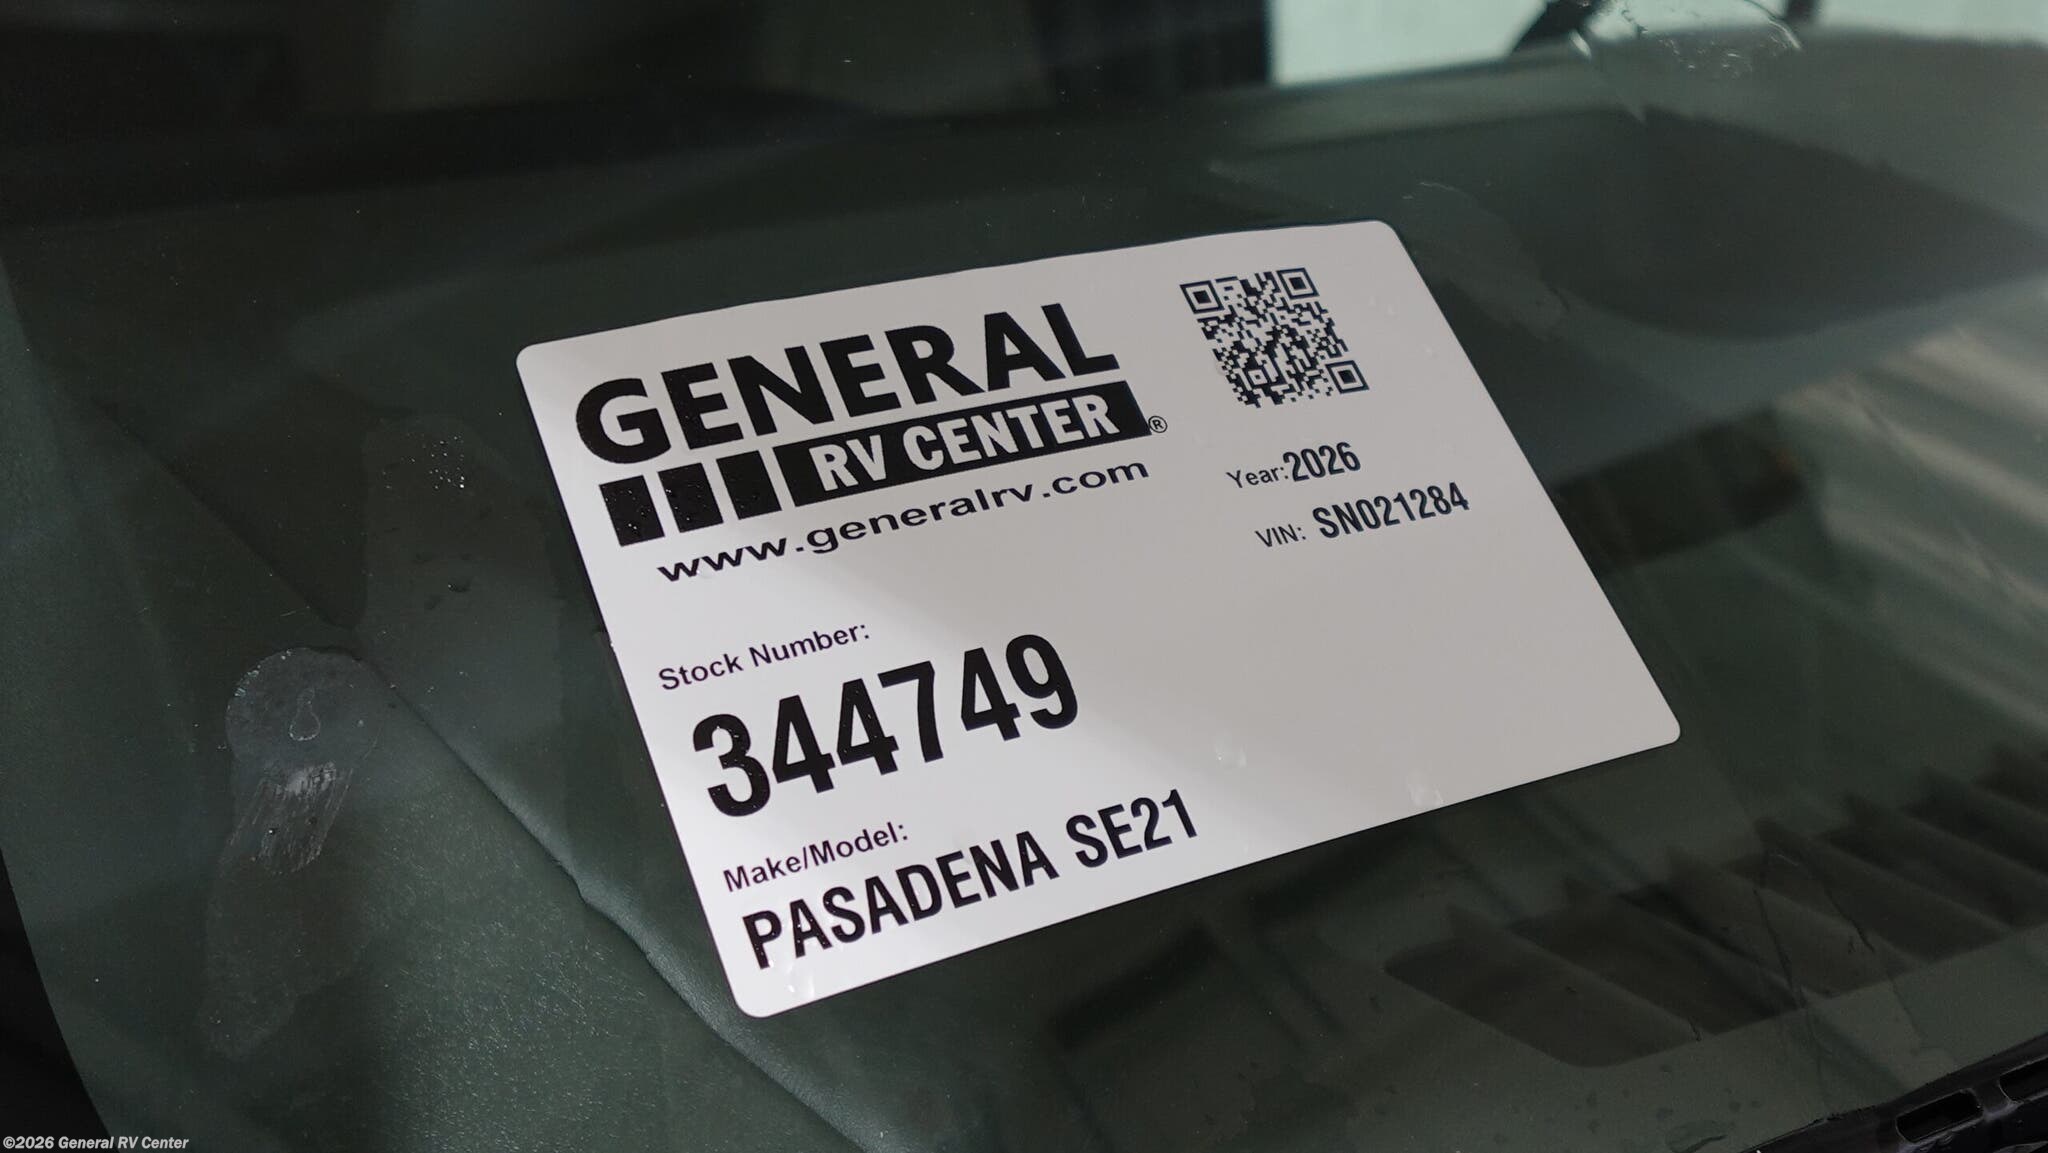 GENERAL
RV CENTER®
www.generalrv.com
Year:2026
VIN: SN021284
Stock Number:
344749
Make/Model:
PASADENA SE21
©2026 General RV Center